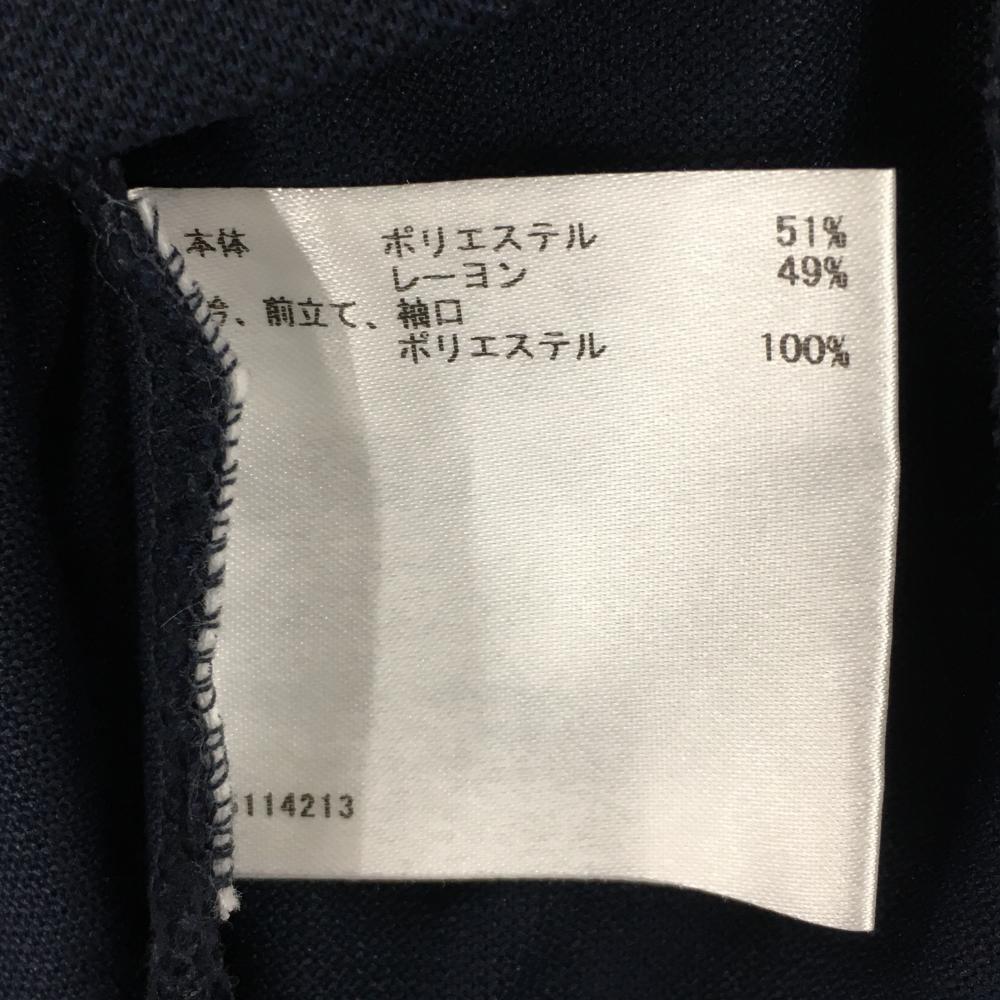 本体 ポリエステル 51%
レーヨン 49%
、前立て、袖口
ポリエステル 100%
114213